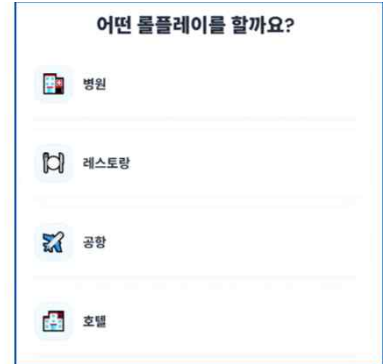 어떤 롤플레이를 할까요?
병원
레스토랑
공항
호텔